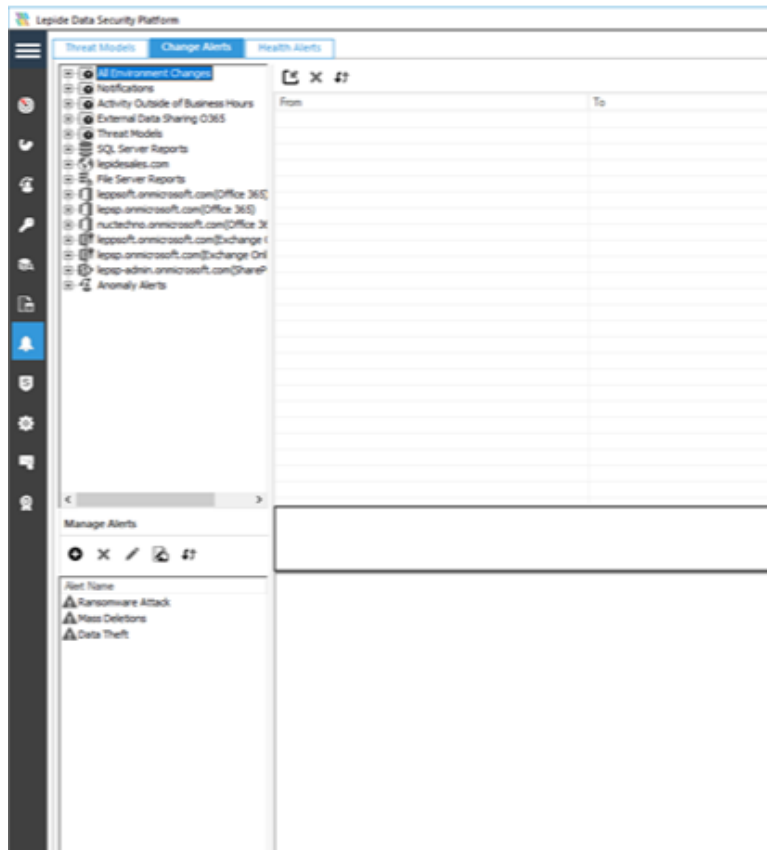 Lepide Data Security Platform
Threat Models Change Alerts Health Alerts
All Environment Changes
Notifications
Activity Outside of Business Hours
External Data Sharing O365
Threat Models
SQL Server Reports
lepidesales.com
File Server Reports
leppsoft.onmicrosoft.com(Office 365)
lepsp.onmicrosoft.com(Office 365)
nuctechno.onmicrosoft.com(Office 36
leppsoft.onmicrosoft.com(Exchange
lepsp.onmicrosoft.com(Exchange Onl
lepsp-admin.onmicrosoft.com(ShareP
Anomaly Alerts
From To
Manage Alerts
Alert Name
Ransomware Attack
Mass Deletions
Data Theft